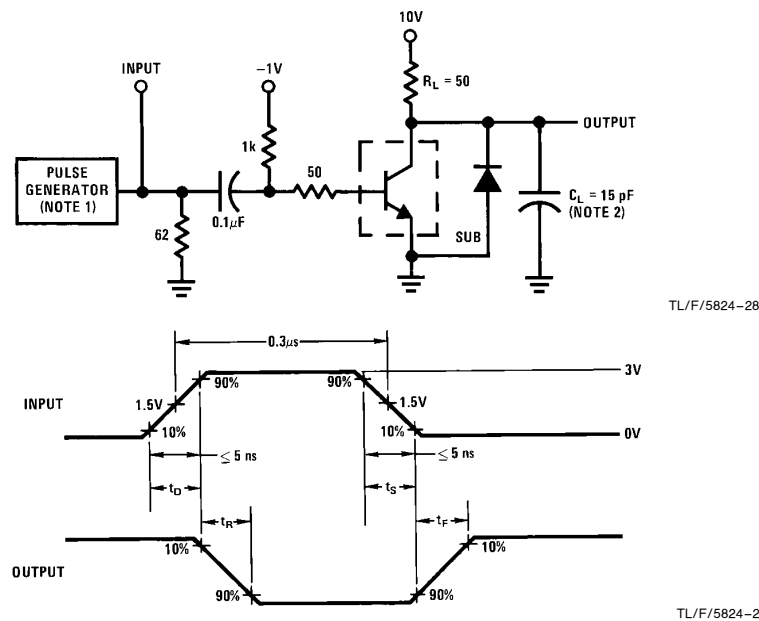 10V
INPUT
−1V
R_L = 50
OUTPUT
1k
PULSE
GENERATOR
(NOTE 1)
50
0.1μF
C_L = 15 pF
(NOTE 2)
62
SUB
TL/F/5824–28
0.3μs
90%
90%
3V
INPUT
1.5V
1.5V
10%
10%
0V
≤ 5 ns
≤ 5 ns
t_D
t_S
t_R
t_F
10%
10%
OUTPUT
90%
90%
TL/F/5824–2